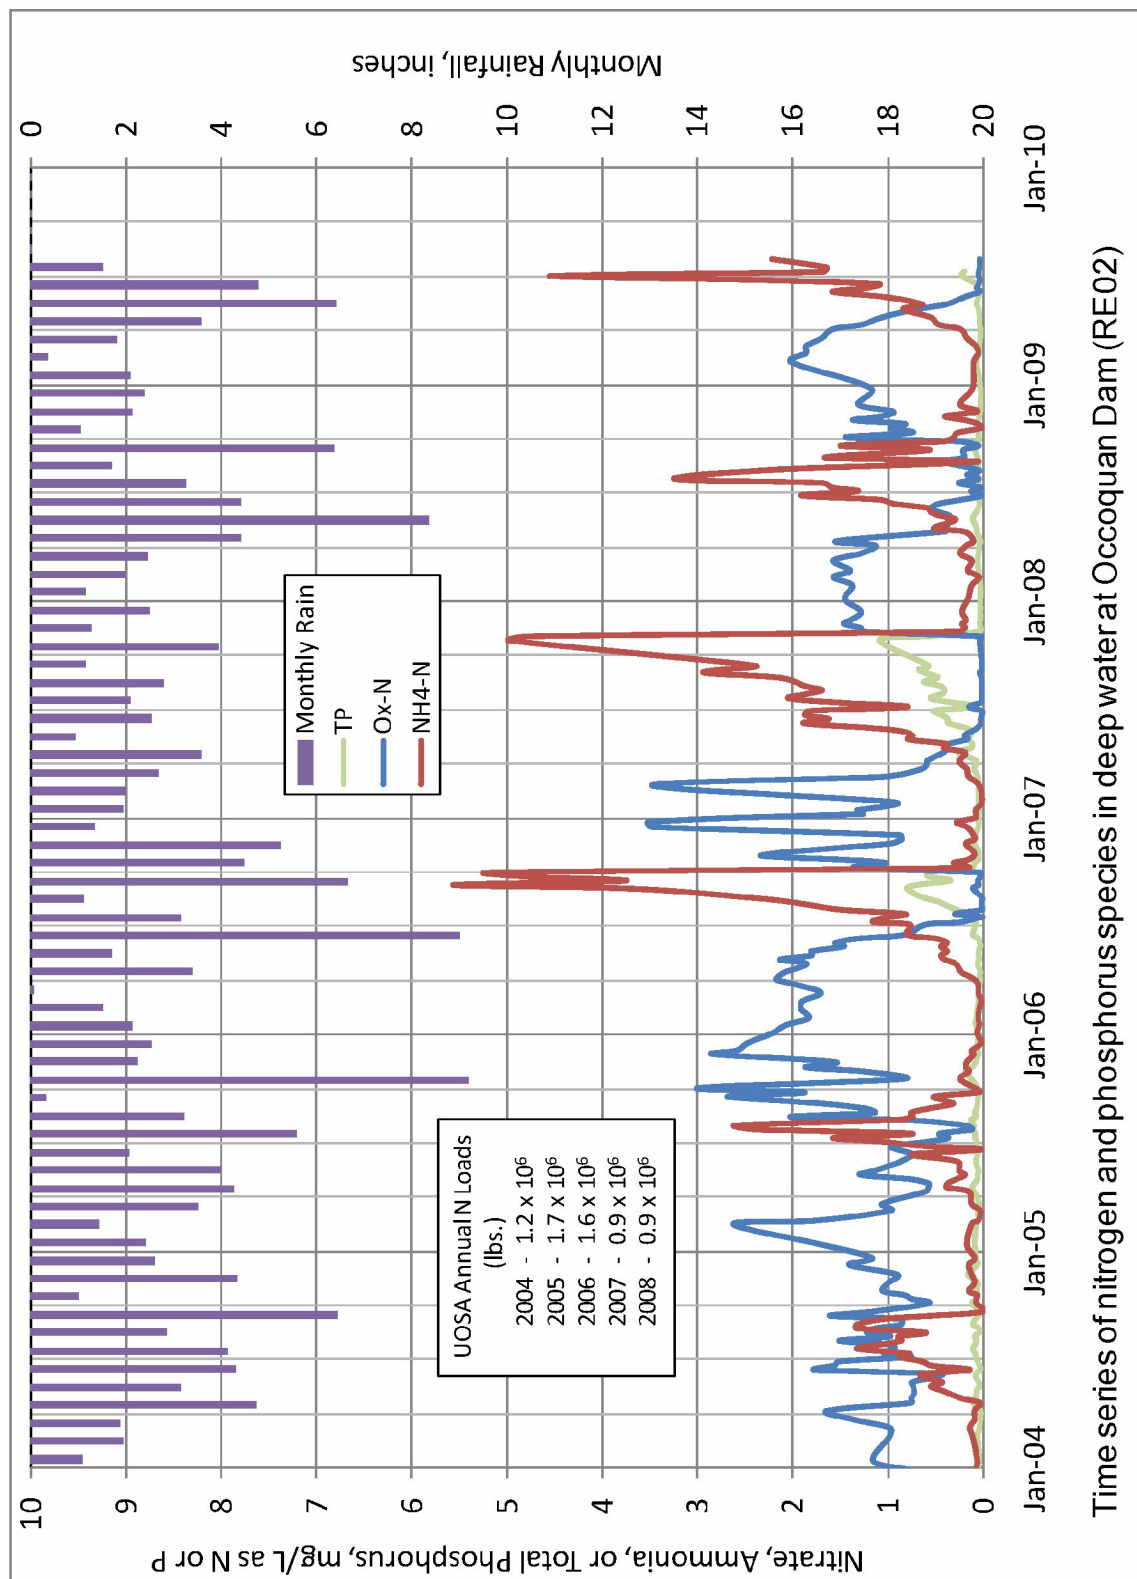 Nitrate, Ammonia, or Total Phosphorus, mg/L as N or P
10
9
8
7
6
5
4
3
2
1
0
Monthly Rainfall, inches
0
2
4
6
8
10
12
14
16
18
20
Monthly Rain
TP
Ox-N
NH4-N
UOSA Annual N Loads
(lbs.)
2004 - 1.2 x 10⁶
2005 - 1.7 x 10⁶
2006 - 1.6 x 10⁶
2007 - 0.9 x 10⁶
2008 - 0.9 x 10⁶
Jan-04 Jan-05 Jan-06 Jan-07 Jan-08 Jan-09 Jan-10
Time series of nitrogen and phosphorus species in deep water at Occoquan Dam (RE02)